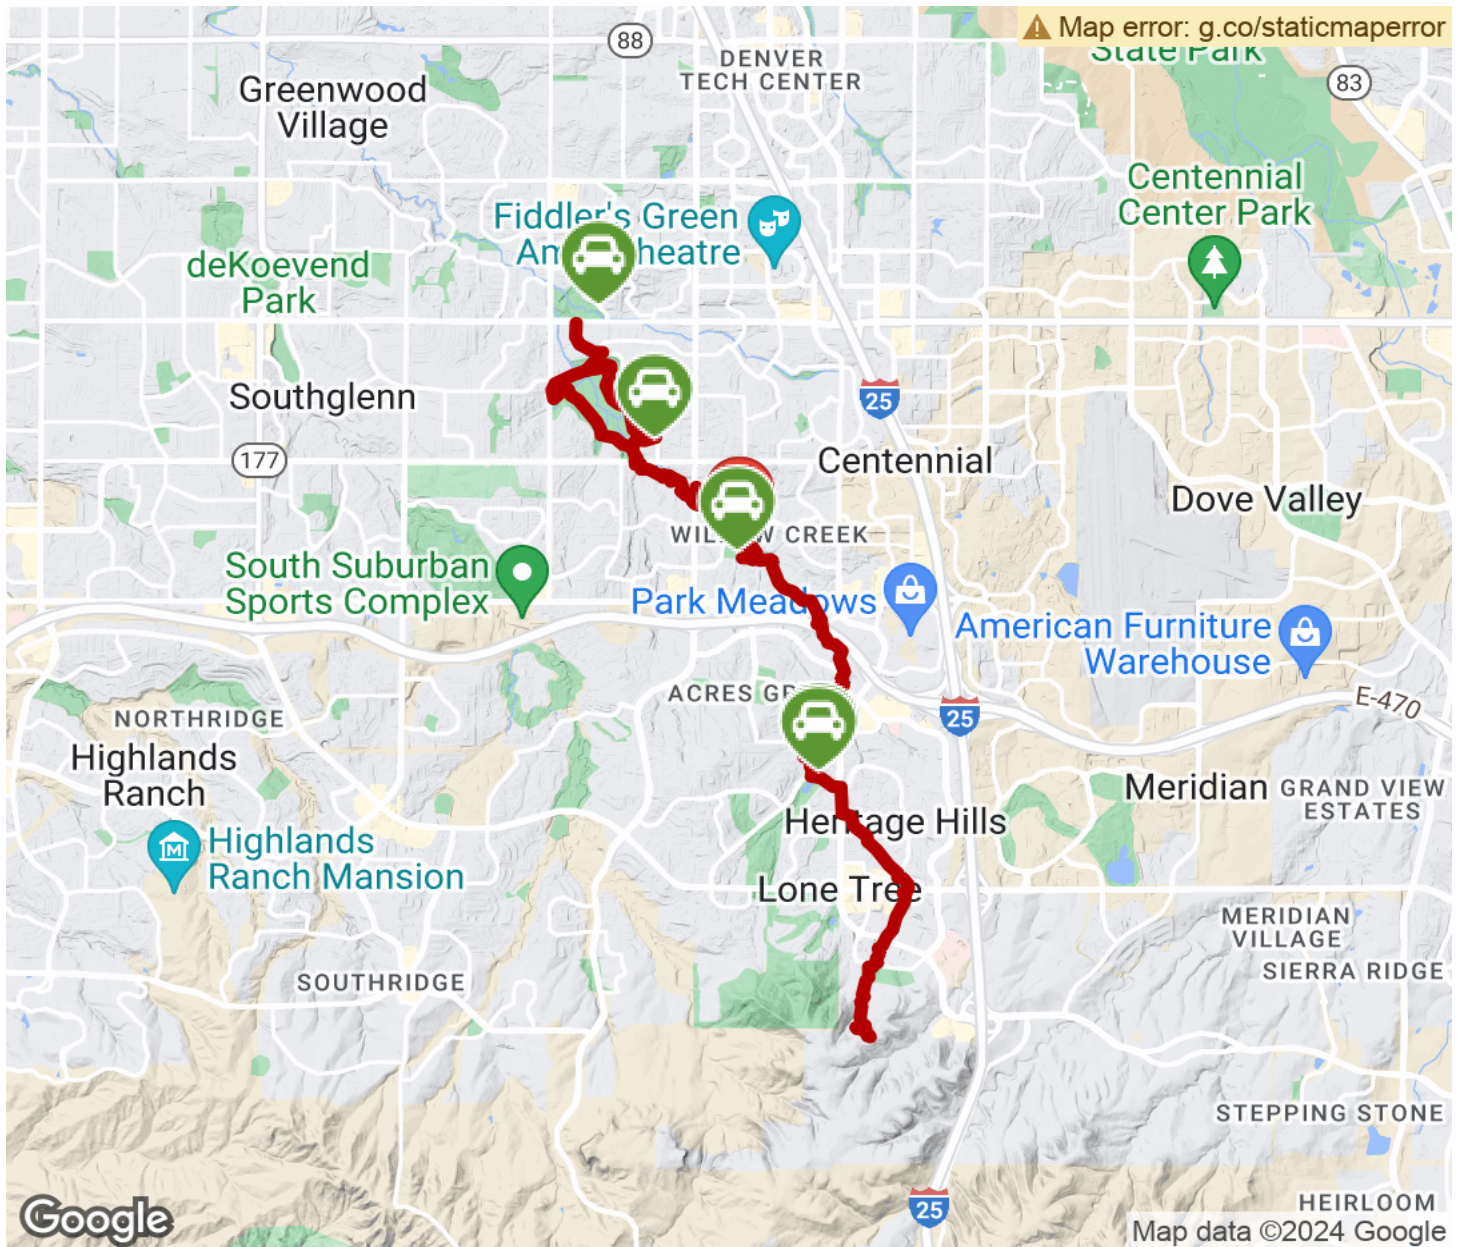 Map error: g.co/staticmaperror
State Park
88
DENVER
TECH CENTER
83
Greenwood
Village
Centennial
Center Park
Fiddler's Green
deKoevend
Park
25
Southglenn
177
Centennial
Dove Valley
CREEK
South Suburban
Sports Complex
Park Meadows
American Furniture
Warehouse
ACRES
25
E-470
NORTHRIDGE
Highlands
Ranch
Meridian
GRAND VIEW
ESTATES
Heritage Hills
Highlands
Ranch Mansion
Lone Tree
MERIDIAN
VILLAGE
SIERRA RIDGE
SOUTHRIDGE
STEPPING STONE
HEIRLOOM
25
Google
Map data ©2024 Google